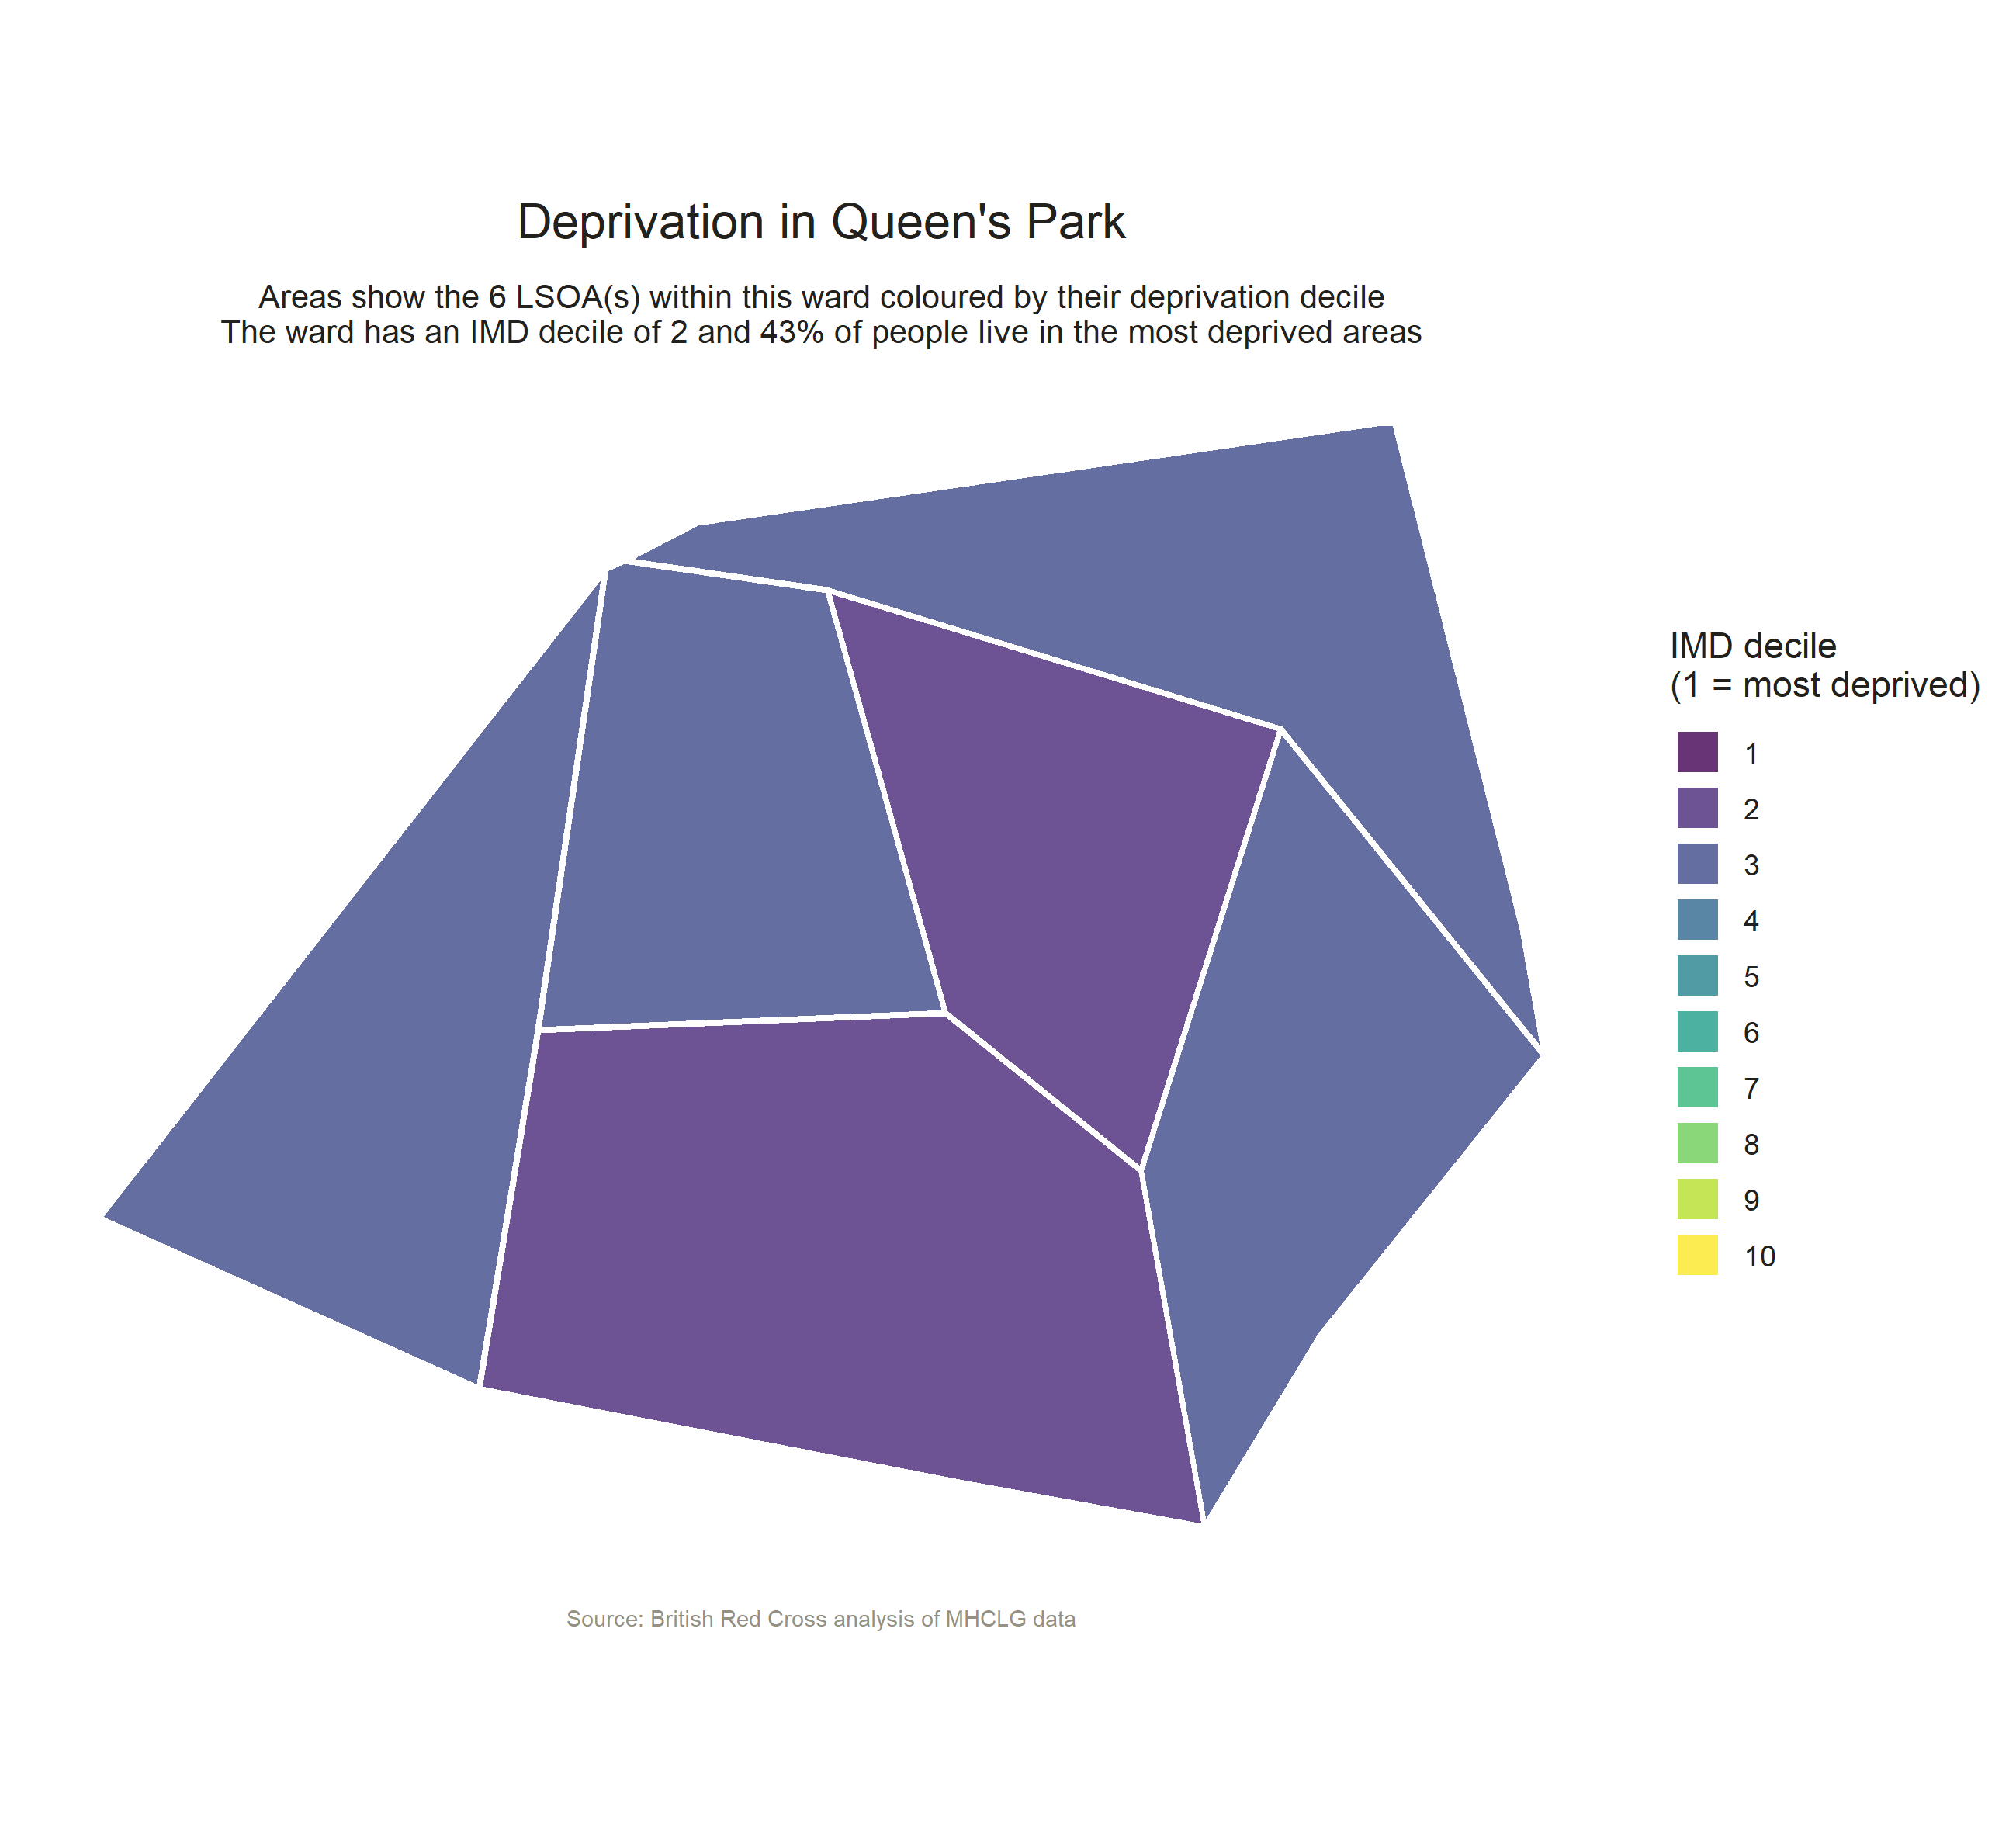 Deprivation in Queen's Park
Areas show the 6 LSOA(s) within this ward coloured by their deprivation decile
The ward has an IMD decile of 2 and 43% of people live in the most deprived areas
IMD decile
(1 = most deprived)
1
2
3
4
5
6
7
8
9
10
Source: British Red Cross analysis of MHCLG data